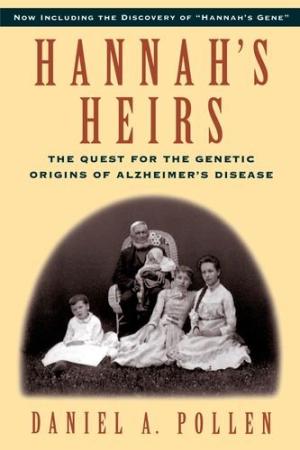 NOW INCLUDING THE DISCOVERY OF "HANNAH'S GENE"
HANNAH'S
HEIRS
THE QUEST FOR THE GENETIC
ORIGINS OF ALZHEIMER'S DISEASE
DANIEL A. POLLEN